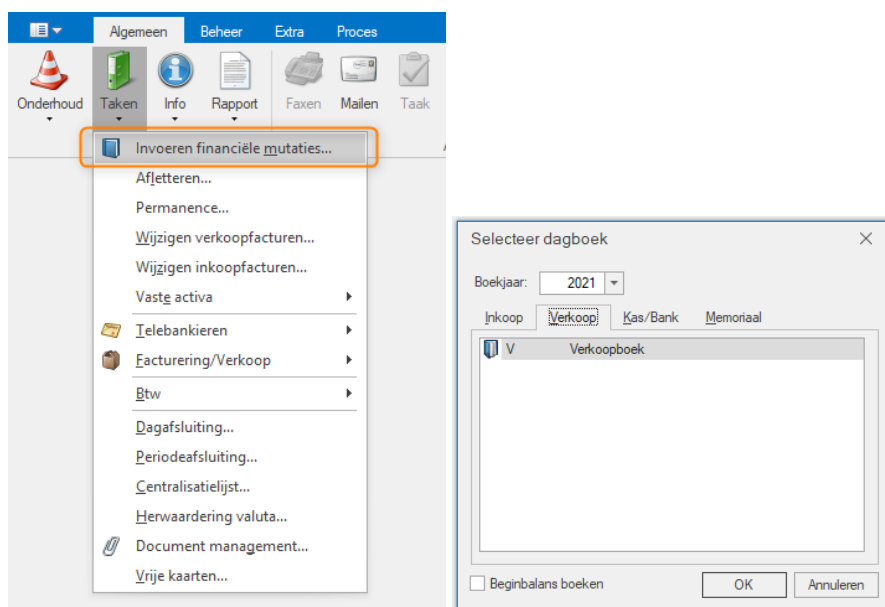 Algemeen Beheer Extra Proces
Onderhoud Taken Info Rapport Faxen Mailen Taak
Invoeren financiële mutaties...
Afletteren...
Permanence...
Wijzigen verkoopfacturen...
Wijzigen inkoopfacturen...
Vaste activa
Telebankieren
Facturering/Verkoop
Btw
Dagafsluiting...
Periodeafsluiting...
Centralisatielijst...
Herwaardering valuta...
Document management...
Vrije kaarten...
Selecteer dagboek
Boekjaar: 2021
Inkoop Verkoop Kas/Bank Memoriaal
V Verkoopboek
Beginbalans boeken OK Annuleren